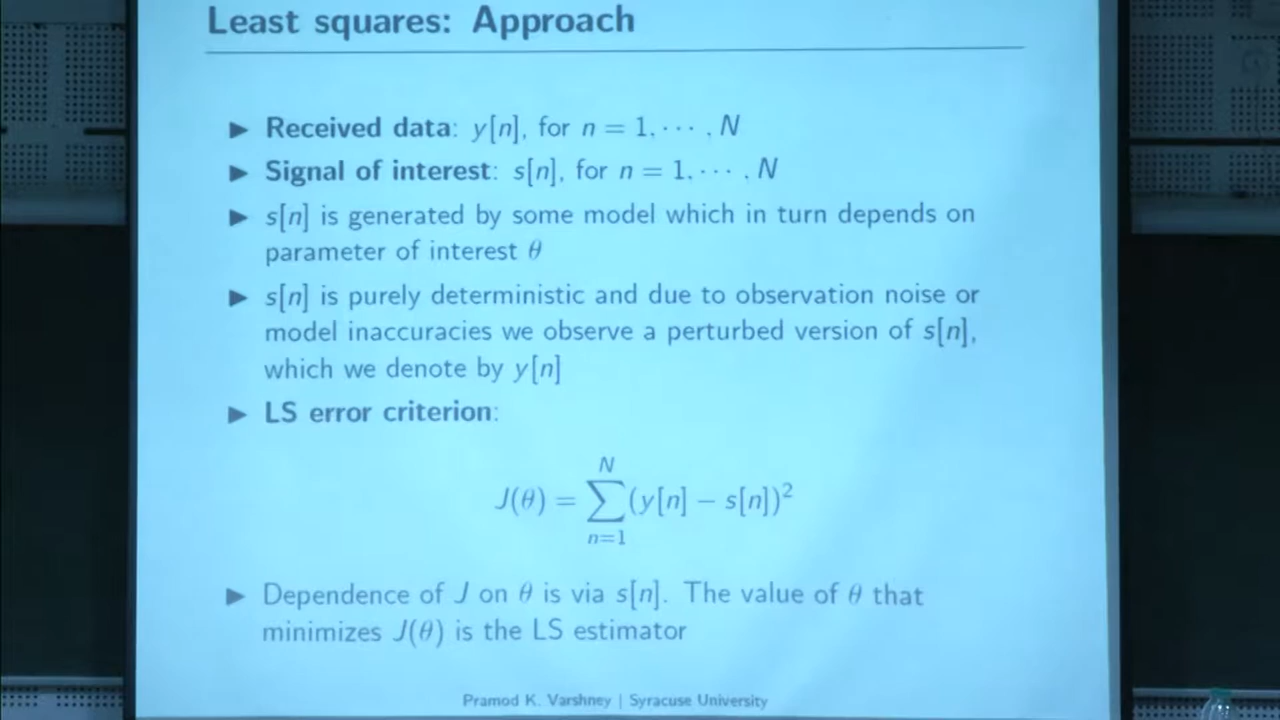 Least squares: Approach
▶ Received data: y[n], for n = 1, ⋯ , N
▶ Signal of interest: s[n], for n = 1, ⋯ , N
▶ s[n] is generated by some model which in turn depends on
parameter of interest θ
▶ s[n] is purely deterministic and due to observation noise or
model inaccuracies we observe a perturbed version of s[n],
which we denote by y[n]
▶ LS error criterion:
J(θ) = ∑_{n=1}^{N} (y[n] − s[n])²
▶ Dependence of J on θ is via s[n]. The value of θ that
minimizes J(θ) is the LS estimator
Pramod K. Varshney | Syracuse University